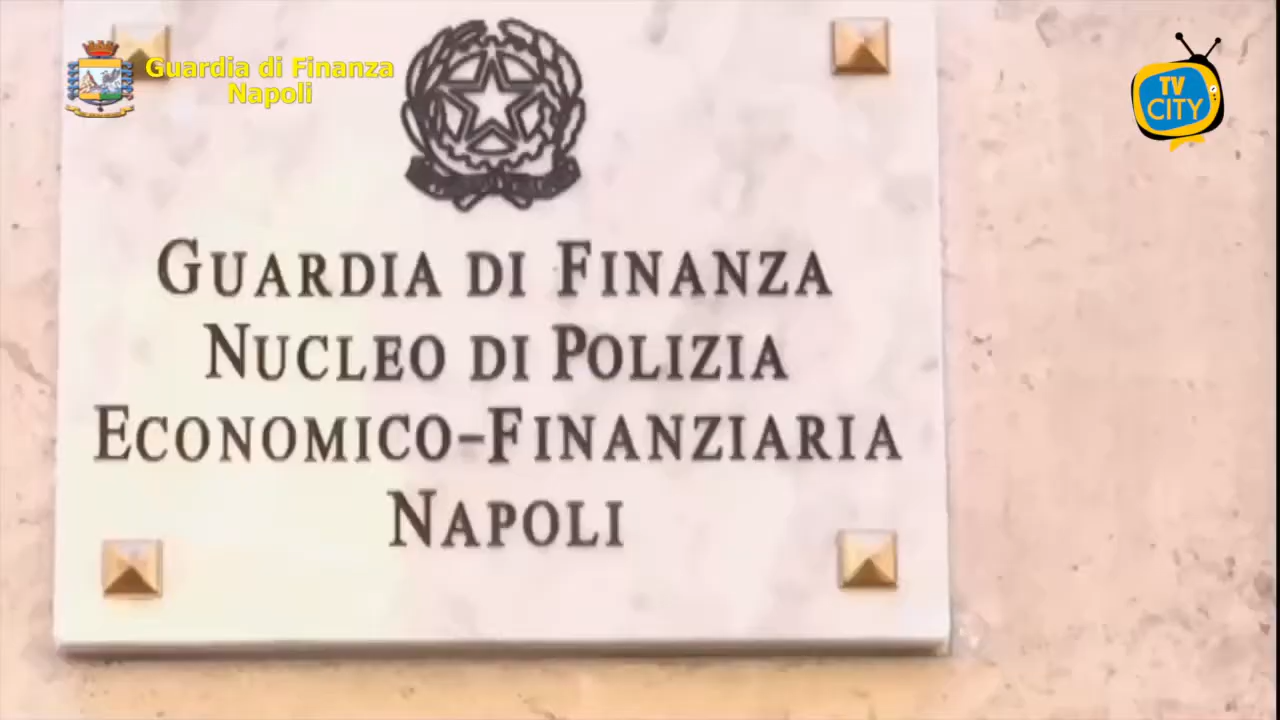 Guardia di Finanza
Napoli
TV
CITY
GUARDIA DI FINANZA
NUCLEO DI POLIZIA
ECONOMICO-FINANZIARIA
NAPOLI